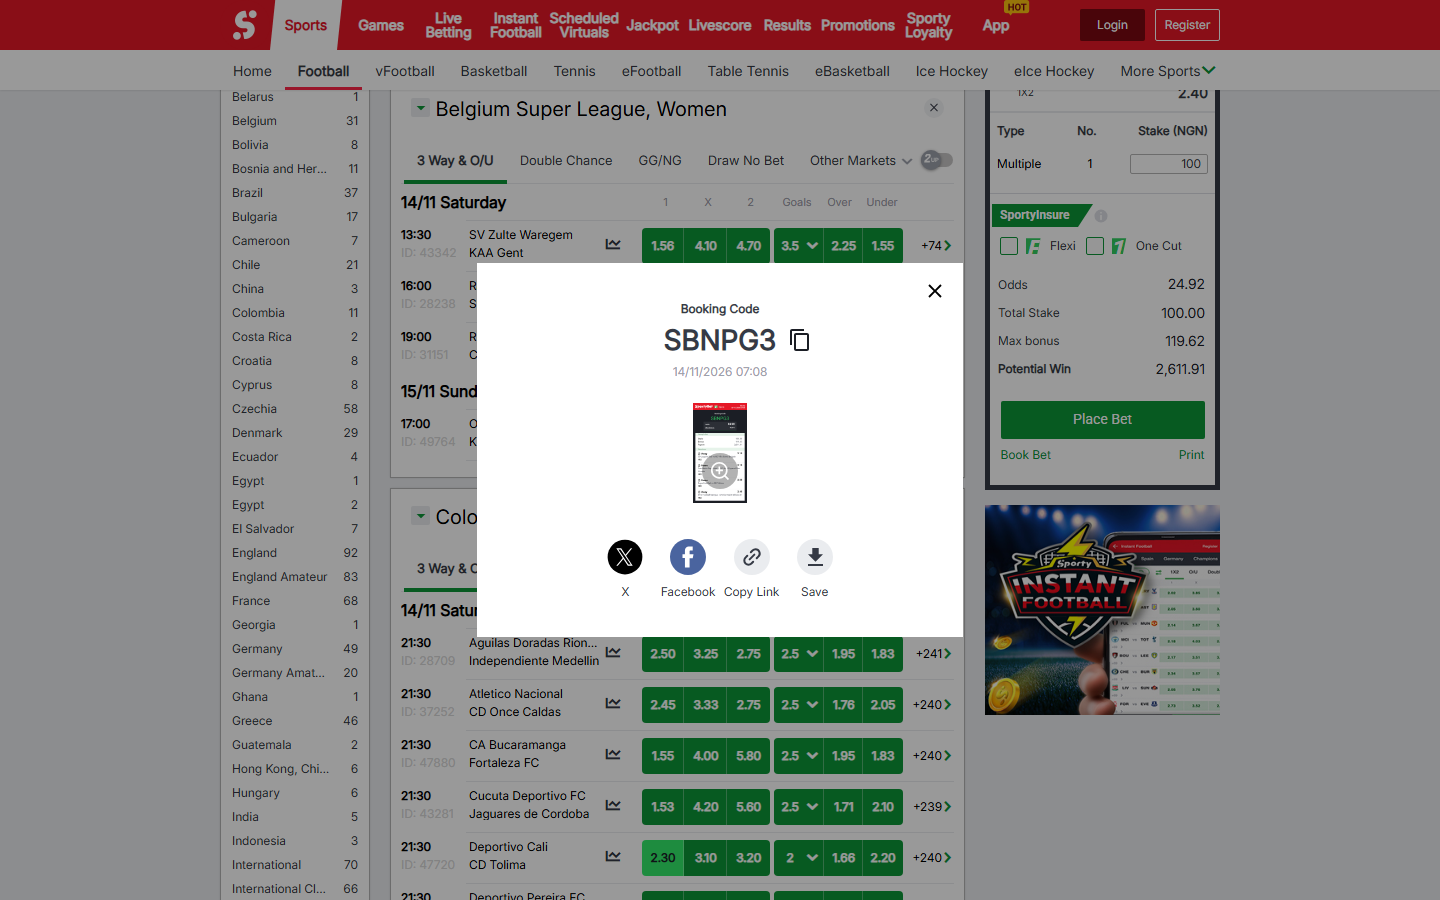 Sports
Games
Live Betting
Instant Football
Scheduled Virtuals
Jackpot
Livescore
Results
Promotions
Sporty Loyalty
App
HOT
Login
Register
Home
Football
vFootball
Basketball
Tennis
eFootball
Table Tennis
eBasketball
Ice Hockey
eIce Hockey
More Sports
Belarus 1
Belgium 31
Bolivia 8
Bosnia and Her... 11
Brazil 37
Bulgaria 17
Cameroon 7
Chile 21
China 3
Colombia 11
Costa Rica 2
Croatia 8
Cyprus 8
Czechia 58
Denmark 29
Ecuador 4
Egypt 1
Egypt 2
El Salvador 7
England 92
England Amateur 83
France 68
Georgia 1
Germany 49
Germany Amat... 20
Ghana 1
Greece 46
Guatemala 2
Hong Kong, Chi... 6
Hungary 6
India 5
Indonesia 3
International 70
International Cl... 66
Belgium Super League, Women
3 Way & O/U Double Chance GG/NG Draw No Bet Other Markets 2UP
14/11 Saturday 1 X 2 Goals Over Under
13:30 SV Zulte Waregem
ID: 43342 KAA Gent
1.56 4.10 4.70 3.5 2.25 1.55 +74
16:00 R
ID: 28238 S
19:00 R
ID: 31151 C
15/11 Sund
17:00 O
ID: 49764 K
Colo
3 Way & O
14/11 Satur
21:30 Aguilas Doradas Rion...
ID: 28709 Independiente Medellin
2.50 3.25 2.75 2.5 1.95 1.83 +241
21:30 Atletico Nacional
ID: 37252 CD Once Caldas
2.45 3.33 2.75 2.5 1.76 2.05 +240
21:30 CA Bucaramanga
ID: 47880 Fortaleza FC
1.55 4.00 5.80 2.5 1.95 1.83 +240
21:30 Cucuta Deportivo FC
ID: 43281 Jaguares de Cordoba
1.53 4.20 5.60 2.5 1.71 2.10 +239
21:30 Deportivo Cali
ID: 47720 CD Tolima
2.30 3.10 3.20 2 1.66 2.20 +240
21:30 Deportivo Pereira FC
Booking Code
SBNPG3
14/11/2026 07:08
X
Facebook
Copy Link
Save
1X2 2.40
Type No. Stake (NGN)
Multiple 1 100
SportyInsure
Flexi One Cut
Odds 24.92
Total Stake 100.00
Max bonus 119.62
Potential Win 2,611.91
Place Bet
Book Bet Print
Sporty
INSTANT
FOOTBALL